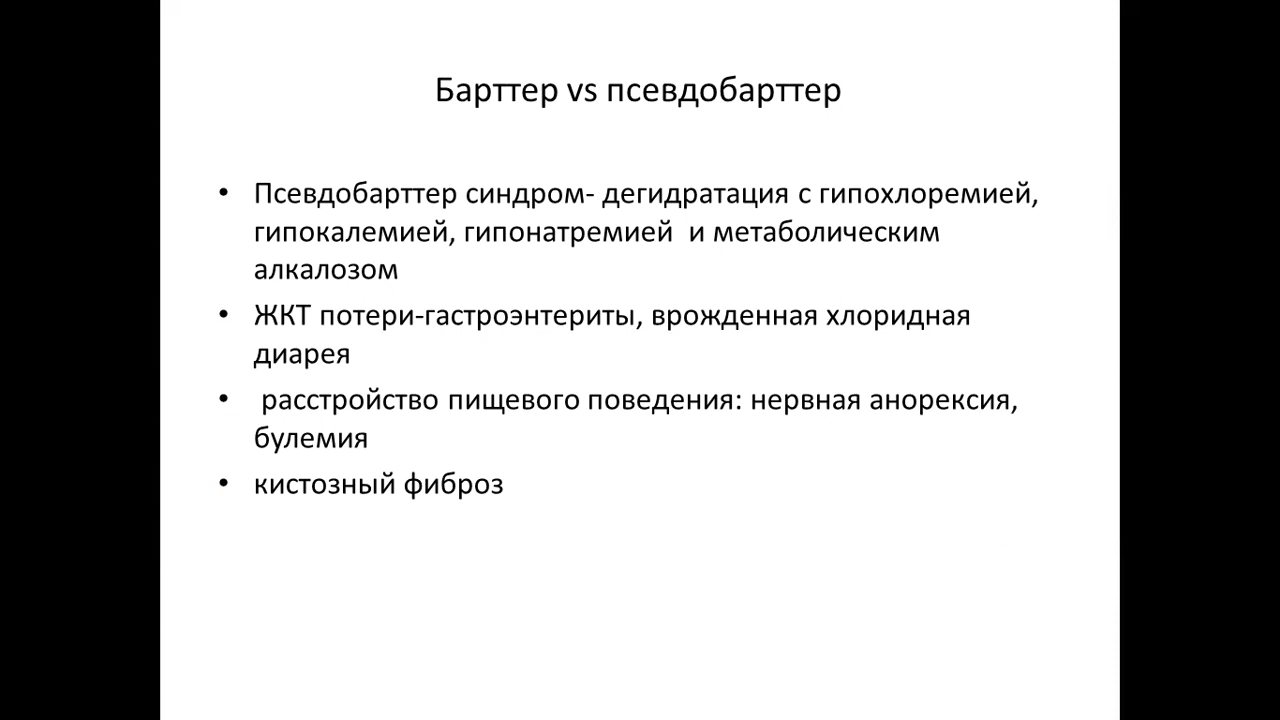 Барттер vs псевдобарттер
• Псевдобарттер синдром- дегидратация с гипохлоремией,
гипокалемией, гипонатремией  и метаболическим
алкалозом
• ЖКТ потери-гастроэнтериты, врожденная хлоридная
диарея
• расстройство пищевого поведения: нервная анорексия,
булемия
• кистозный фиброз